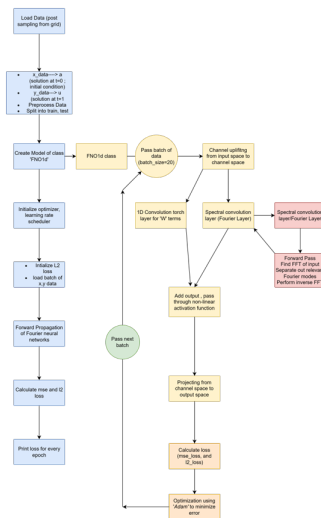 Load Data (post
sampling from grid)
x_data---> a
(solution at t=0 ;
initial condition)
y_data---> u
(solution at t=1
Preprocess Data
Split into train, test
Create Model of class
'FNO1d'
FNO1d class
Pass batch of
data
(batch_size=20)
Channel uplifting
from input space to
channel space
Initialize optimizer,
learning rate
scheduler
1D Convolution torch
layer for 'W' terms
Spectral convolution
layer (Fourier Layer)
Spectral convolution
layer/Fourier Layer)
Initialize L2
loss
load batch of
x,y data
Forward Pass
Find FFT of input
Separate out relevant
Fourier modes
Perform inverse FFT
Add output , pass
through non-linear
activation function
Forward Propagation
of Fourier neural
networks
Pass next
batch
Calculate mse and l2
loss
Projecting from
channel space to
output space
Print loss for every
epoch
Calculate loss
(mse_loss, and
l2_loss)
Optimization using
'Adam' to minimize
error